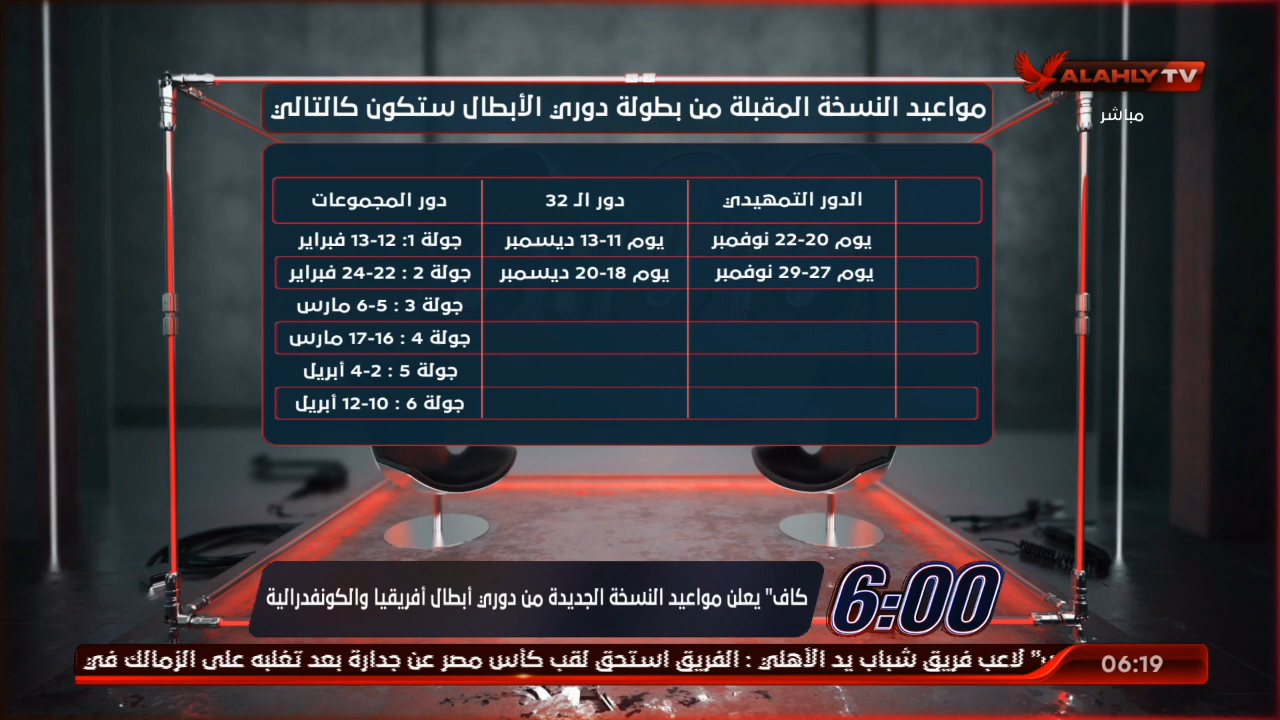 ALAHLY TV
مباشر
مواعيد النسخة المقبلة من بطولة دوري الأبطال ستكون كالتالي
الدور التمهيدي دور الـ 32 دور المجموعات
يوم 20-22 نوفمبر يوم 11-13 ديسمبر جولة 1: 12-13 فبراير
يوم 27-29 نوفمبر يوم 18-20 ديسمبر جولة 2 : 22-24 فبراير
جولة 3 : 5-6 مارس
جولة 4 : 16-17 مارس
جولة 5 : 2-4 أبريل
جولة 6 : 10-12 أبريل
6:00
كاف" يعلن مواعيد النسخة الجديدة من دوري أبطال أفريقيا والكونفدرالية
06:19
" لاعب فريق شباب يد الأهلي : الفريق استحق لقب كأس مصر عن جدارة بعد تغلبه على الزمالك في